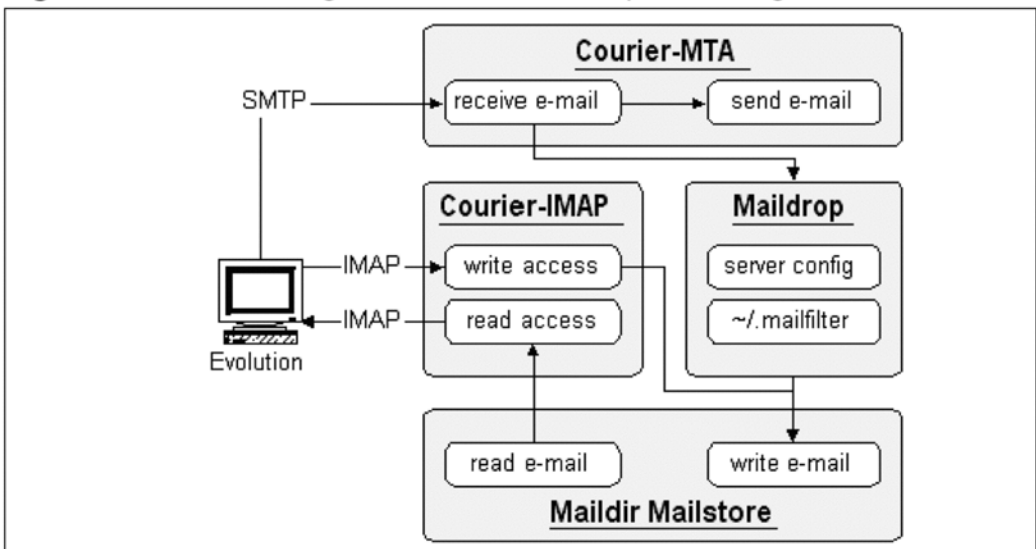 Courier-MTA
SMTP
receive e-mail
send e-mail
Courier-IMAP
Maildrop
IMAP
write access
server config
IMAP
read access
~/.mailfilter
Evolution
read e-mail
write e-mail
Maildir Mailstore